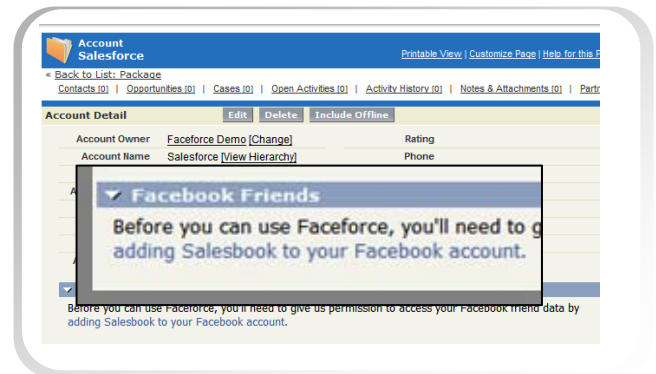 Account
Salesforce
Printable View | Customize Page | Help for this P
« Back to List: Package
Contacts [0] | Opportunities [0] | Cases [0] | Open Activities [0] | Activity History [0] | Notes & Attachments [0] | Partn
Account Detail Edit Delete Include Offline
Account Owner Faceforce Demo [Change] Rating
Account Name Salesforce [View Hierarchy] Phone
A
Facebook Friends
Before you can use Faceforce, you'll need to g
adding Salesbook to your Facebook account.
A
Before you can use Faceforce, you'll need to give us permission to access your Facebook friend data by
adding Salesbook to your Facebook account.